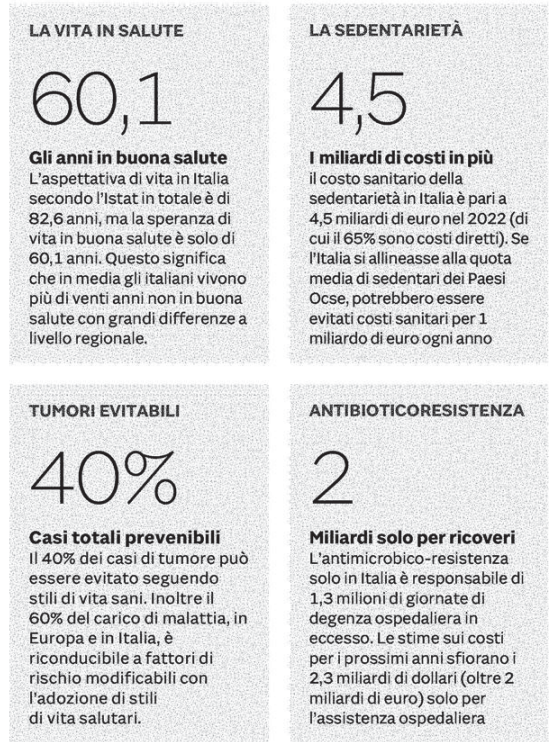 LA VITA IN SALUTE
60,1
Gli anni in buona salute
L'aspettativa di vita in Italia
secondo l'Istat in totale è di
82,6 anni, ma la speranza di
vita in buona salute è solo di
60,1 anni. Questo significa
che in media gli italiani vivono
più di venti anni non in buona
salute con grandi differenze a
livello regionale.
LA SEDENTARIETÀ
4,5
I miliardi di costi in più
il costo sanitario della
sedentarietà in Italia è pari a
4,5 miliardi di euro nel 2022 (di
cui il 65% sono costi diretti). Se
l'Italia si allineasse alla quota
media di sedentari dei Paesi
Ocse, potrebbero essere
evitati costi sanitari per 1
miliardo di euro ogni anno
TUMORI EVITABILI
40%
Casi totali prevenibili
Il 40% dei casi di tumore può
essere evitato seguendo
stili di vita sani. Inoltre il
60% del carico di malattia, in
Europa e in Italia, è
riconducibile a fattori di
rischio modificabili con
l'adozione di stili
di vita salutari.
ANTIBIOTICORESISTENZA
2
Miliardi solo per ricoveri
L'antimicrobico-resistenza
solo in Italia è responsabile di
1,3 milioni di giornate di
degenza ospedaliera in
eccesso. Le stime sui costi
per i prossimi anni sfiorano i
2,3 miliardi di dollari (oltre 2
miliardi di euro) solo per
l'assistenza ospedaliera